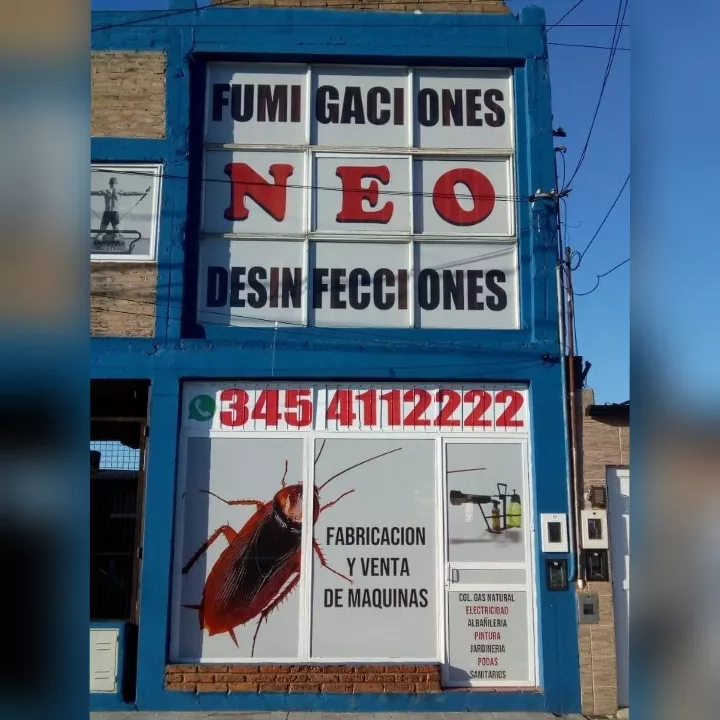 FUMIGACIONES
NEO
DESINFECCIONES
345 4112222
FABRICACION
Y VENTA
DE MAQUINAS
COL. GAS NATURAL
ELECTRICIDAD
ALBAÑILERIA
PINTURA
JARDINERIA
PODAS
SANITARIOS